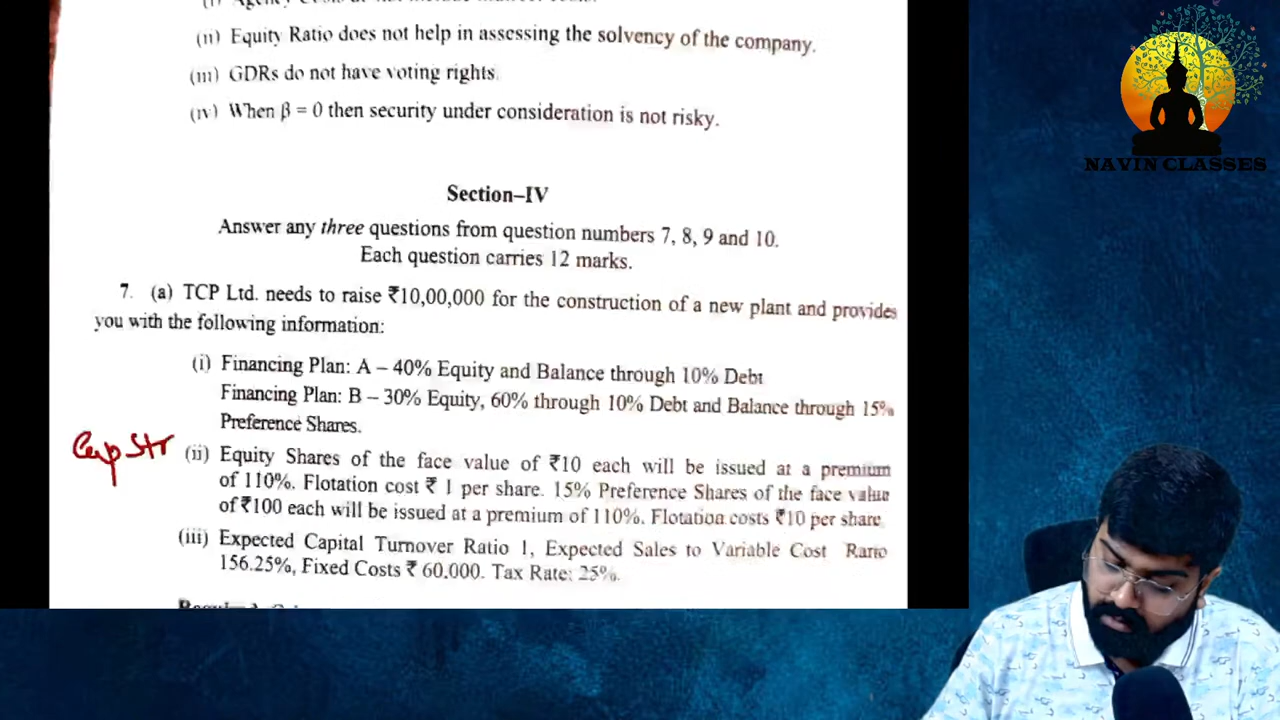 (ii) Equity Ratio does not help in assessing the solvency of the company.
(iii) GDRs do not have voting rights.
(iv) When β = 0 then security under consideration is not risky.
NAVIN CLASSES
Section–IV
Answer any three questions from question numbers 7, 8, 9 and 10.
Each question carries 12 marks.
7. (a) TCP Ltd. needs to raise ₹10,00,000 for the construction of a new plant and provides
you with the following information:
(i) Financing Plan: A – 40% Equity and Balance through 10% Debt
Financing Plan: B – 30% Equity, 60% through 10% Debt and Balance through 15%
Preference Shares.
Cap Str
(ii) Equity Shares of the face value of ₹10 each will be issued at a premium
of 110%. Flotation cost ₹ 1 per share. 15% Preference Shares of the face value
of ₹100 each will be issued at a premium of 110%. Flotation costs ₹10 per share
(iii) Expected Capital Turnover Ratio 1, Expected Sales to Variable Cost Ratio
156.25%, Fixed Costs ₹ 60,000. Tax Rate: 25%.